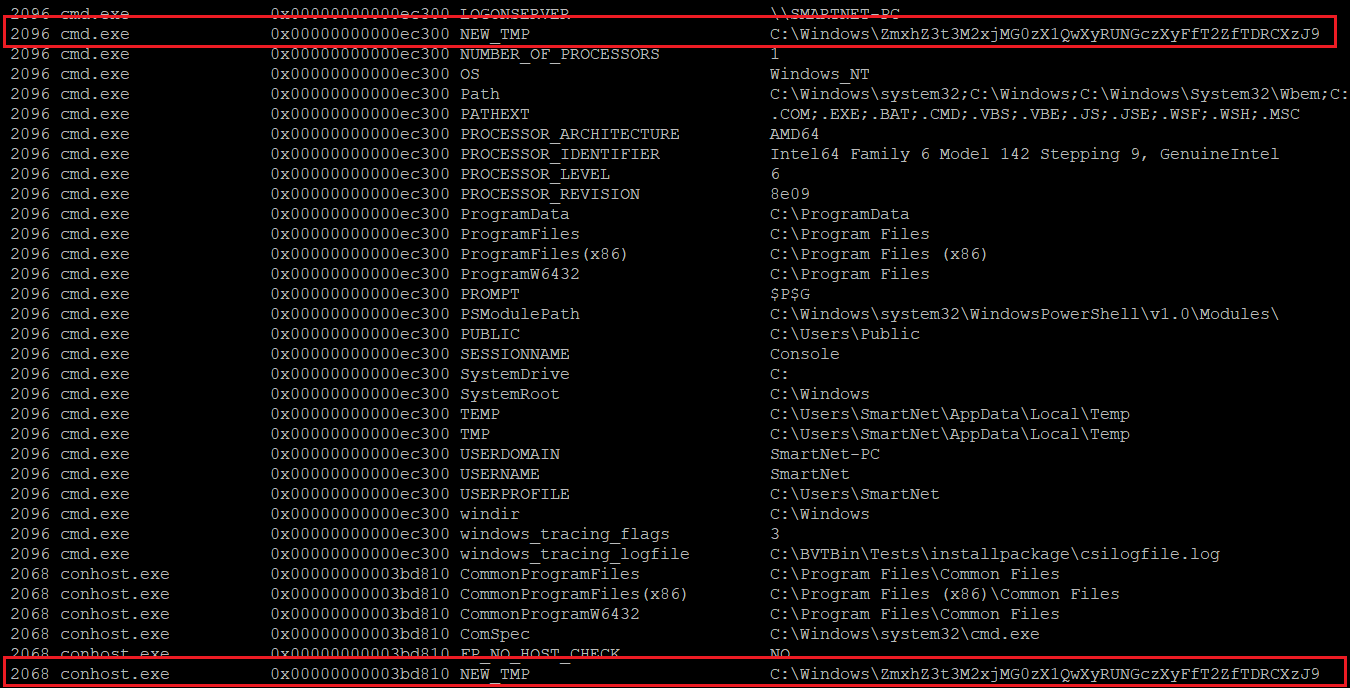 2096 cmd.exe 0x00000000000ec300 LOGONSERVER \\SMARTNET-PC
2096 cmd.exe 0x00000000000ec300 NEW_TMP C:\Windows\ZmxhZ3t3M2xjMG0zX1QwXyRUNGczXyFfT2ZfTDRCXzJ9
2096 cmd.exe 0x00000000000ec300 NUMBER_OF_PROCESSORS 1
2096 cmd.exe 0x00000000000ec300 OS Windows_NT
2096 cmd.exe 0x00000000000ec300 Path C:\Windows\system32;C:\Windows;C:\Windows\System32\Wbem;C:
2096 cmd.exe 0x00000000000ec300 PATHEXT .COM;.EXE;.BAT;.CMD;.VBS;.VBE;.JS;.JSE;.WSF;.WSH;.MSC
2096 cmd.exe 0x00000000000ec300 PROCESSOR_ARCHITECTURE AMD64
2096 cmd.exe 0x00000000000ec300 PROCESSOR_IDENTIFIER Intel64 Family 6 Model 142 Stepping 9, GenuineIntel
2096 cmd.exe 0x00000000000ec300 PROCESSOR_LEVEL 6
2096 cmd.exe 0x00000000000ec300 PROCESSOR_REVISION 8e09
2096 cmd.exe 0x00000000000ec300 ProgramData C:\ProgramData
2096 cmd.exe 0x00000000000ec300 ProgramFiles C:\Program Files
2096 cmd.exe 0x00000000000ec300 ProgramFiles(x86) C:\Program Files (x86)
2096 cmd.exe 0x00000000000ec300 ProgramW6432 C:\Program Files
2096 cmd.exe 0x00000000000ec300 PROMPT $P$G
2096 cmd.exe 0x00000000000ec300 PSModulePath C:\Windows\system32\WindowsPowerShell\v1.0\Modules\
2096 cmd.exe 0x00000000000ec300 PUBLIC C:\Users\Public
2096 cmd.exe 0x00000000000ec300 SESSIONNAME Console
2096 cmd.exe 0x00000000000ec300 SystemDrive C:
2096 cmd.exe 0x00000000000ec300 SystemRoot C:\Windows
2096 cmd.exe 0x00000000000ec300 TEMP C:\Users\SmartNet\AppData\Local\Temp
2096 cmd.exe 0x00000000000ec300 TMP C:\Users\SmartNet\AppData\Local\Temp
2096 cmd.exe 0x00000000000ec300 USERDOMAIN SmartNet-PC
2096 cmd.exe 0x00000000000ec300 USERNAME SmartNet
2096 cmd.exe 0x00000000000ec300 USERPROFILE C:\Users\SmartNet
2096 cmd.exe 0x00000000000ec300 windir C:\Windows
2096 cmd.exe 0x00000000000ec300 windows_tracing_flags 3
2096 cmd.exe 0x00000000000ec300 windows_tracing_logfile C:\BVTBin\Tests\installpackage\csilogfile.log
2068 conhost.exe 0x00000000003bd810 CommonProgramFiles C:\Program Files\Common Files
2068 conhost.exe 0x00000000003bd810 CommonProgramFiles(x86) C:\Program Files (x86)\Common Files
2068 conhost.exe 0x00000000003bd810 CommonProgramW6432 C:\Program Files\Common Files
2068 conhost.exe 0x00000000003bd810 ComSpec C:\Windows\system32\cmd.exe
2068 conhost.exe 0x00000000003bd810 FP_NO_HOST_CHECK NO
2068 conhost.exe 0x00000000003bd810 NEW_TMP C:\Windows\ZmxhZ3t3M2xjMG0zX1QwXyRUNGczXyFfT2ZfTDRCXzJ9